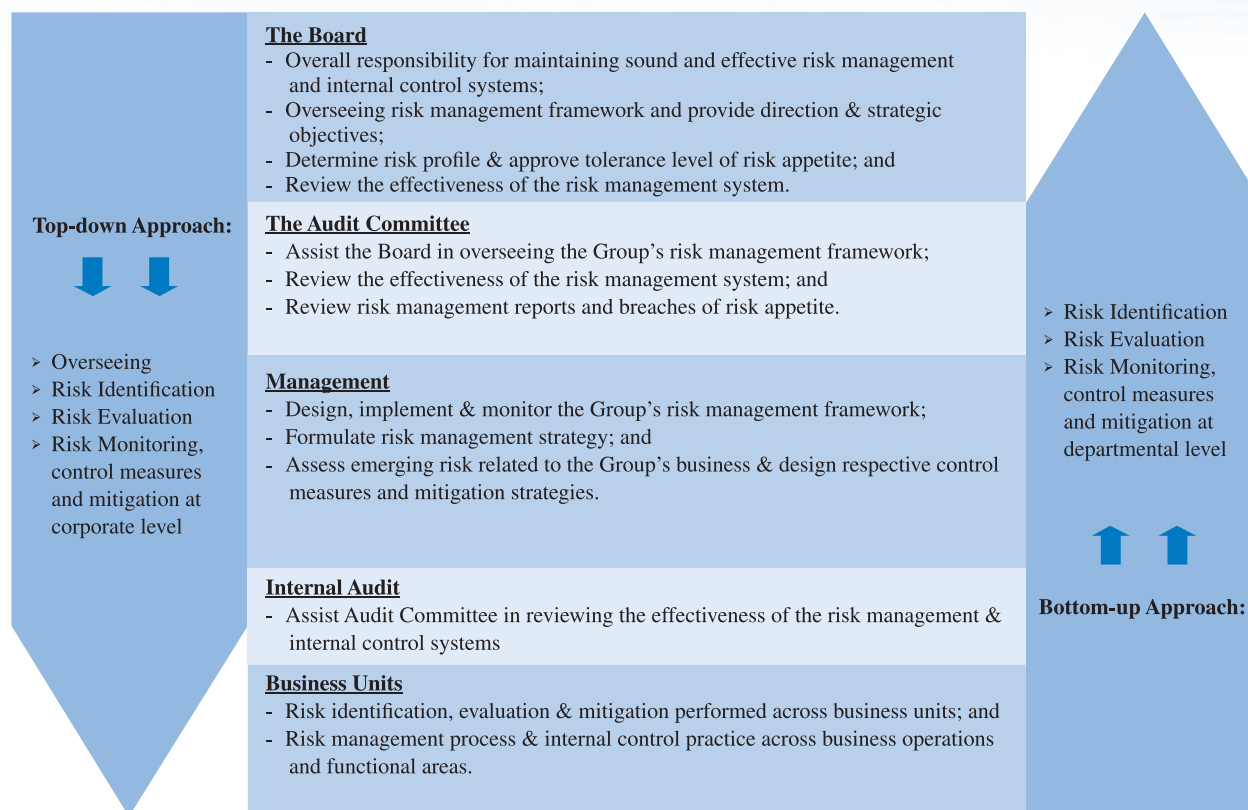 Top-down Approach:
➢ Overseeing
➢ Risk Identification
➢ Risk Evaluation
➢ Risk Monitoring,
control measures
and mitigation at
corporate level
The Board
- Overall responsibility for maintaining sound and effective risk management
and internal control systems;
- Overseeing risk management framework and provide direction & strategic
objectives;
- Determine risk profile & approve tolerance level of risk appetite; and
- Review the effectiveness of the risk management system.
The Audit Committee
- Assist the Board in overseeing the Group’s risk management framework;
- Review the effectiveness of the risk management system; and
- Review risk management reports and breaches of risk appetite.
Management
- Design, implement & monitor the Group’s risk management framework;
- Formulate risk management strategy; and
- Assess emerging risk related to the Group’s business & design respective control
measures and mitigation strategies.
Internal Audit
- Assist Audit Committee in reviewing the effectiveness of the risk management &
internal control systems
Business Units
- Risk identification, evaluation & mitigation performed across business units; and
- Risk management process & internal control practice across business operations
and functional areas.
➢ Risk Identification
➢ Risk Evaluation
➢ Risk Monitoring,
control measures
and mitigation at
departmental level
Bottom-up Approach: